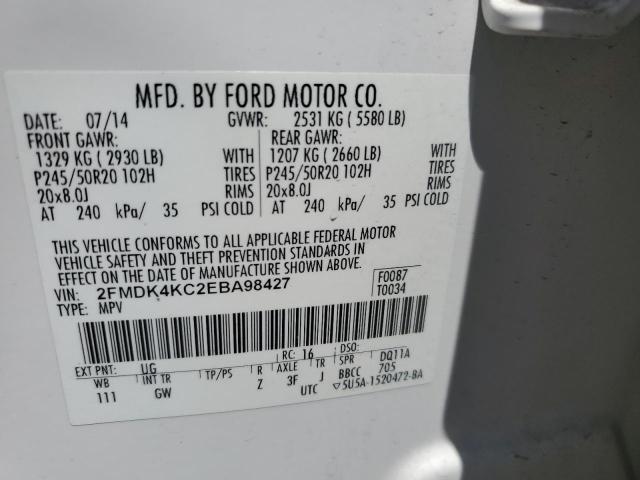 MFD. BY FORD MOTOR CO.
DATE: 07/14 GVWR: 2531 KG ( 5580 LB)
FRONT GAWR: REAR GAWR:
1329 KG ( 2930 LB) WITH 1207 KG ( 2660 LB) WITH
P245/50R20 102H TIRES P245/50R20 102H TIRES
20x8.0J RIMS 20x8.0J RIMS
AT 240 kPa/ 35 PSI COLD AT 240 kPa/ 35 PSI COLD
THIS VEHICLE CONFORMS TO ALL APPLICABLE FEDERAL MOTOR
VEHICLE SAFETY AND THEFT PREVENTION STANDARDS IN
EFFECT ON THE DATE OF MANUFACTURE SHOWN ABOVE.
VIN: 2FMDK4KC2EBA98427 F0087
TYPE: MPV T0034
EXT PNT: UG RC: 16 DSO:
WB INT TR TP/PS R AXLE TR SPR DQ11A
111 GW Z 3F J BBCC 705
UTC ▽5U5A-1520472-BA